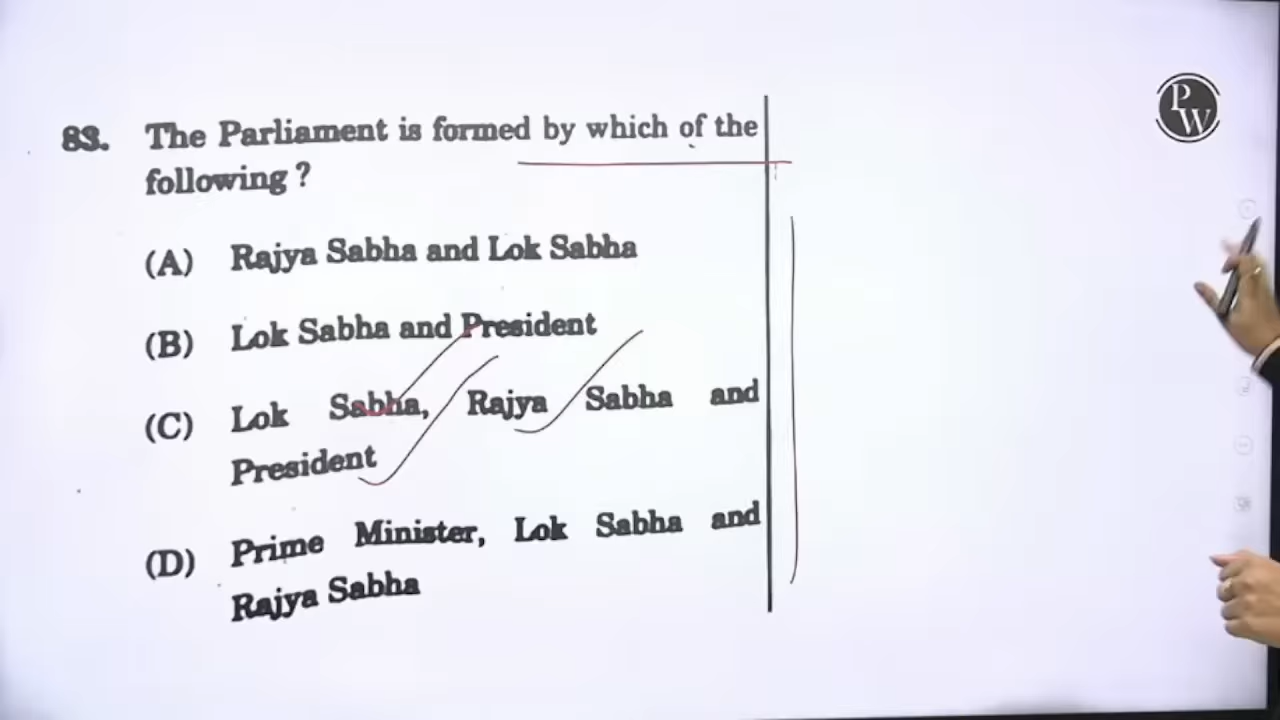 PW
83. The Parliament is formed by which of the
following ?
(A) Rajya Sabha and Lok Sabha
(B) Lok Sabha and President
(C) Lok Sabha, Rajya Sabha and
President
(D) Prime Minister, Lok Sabha and
Rajya Sabha